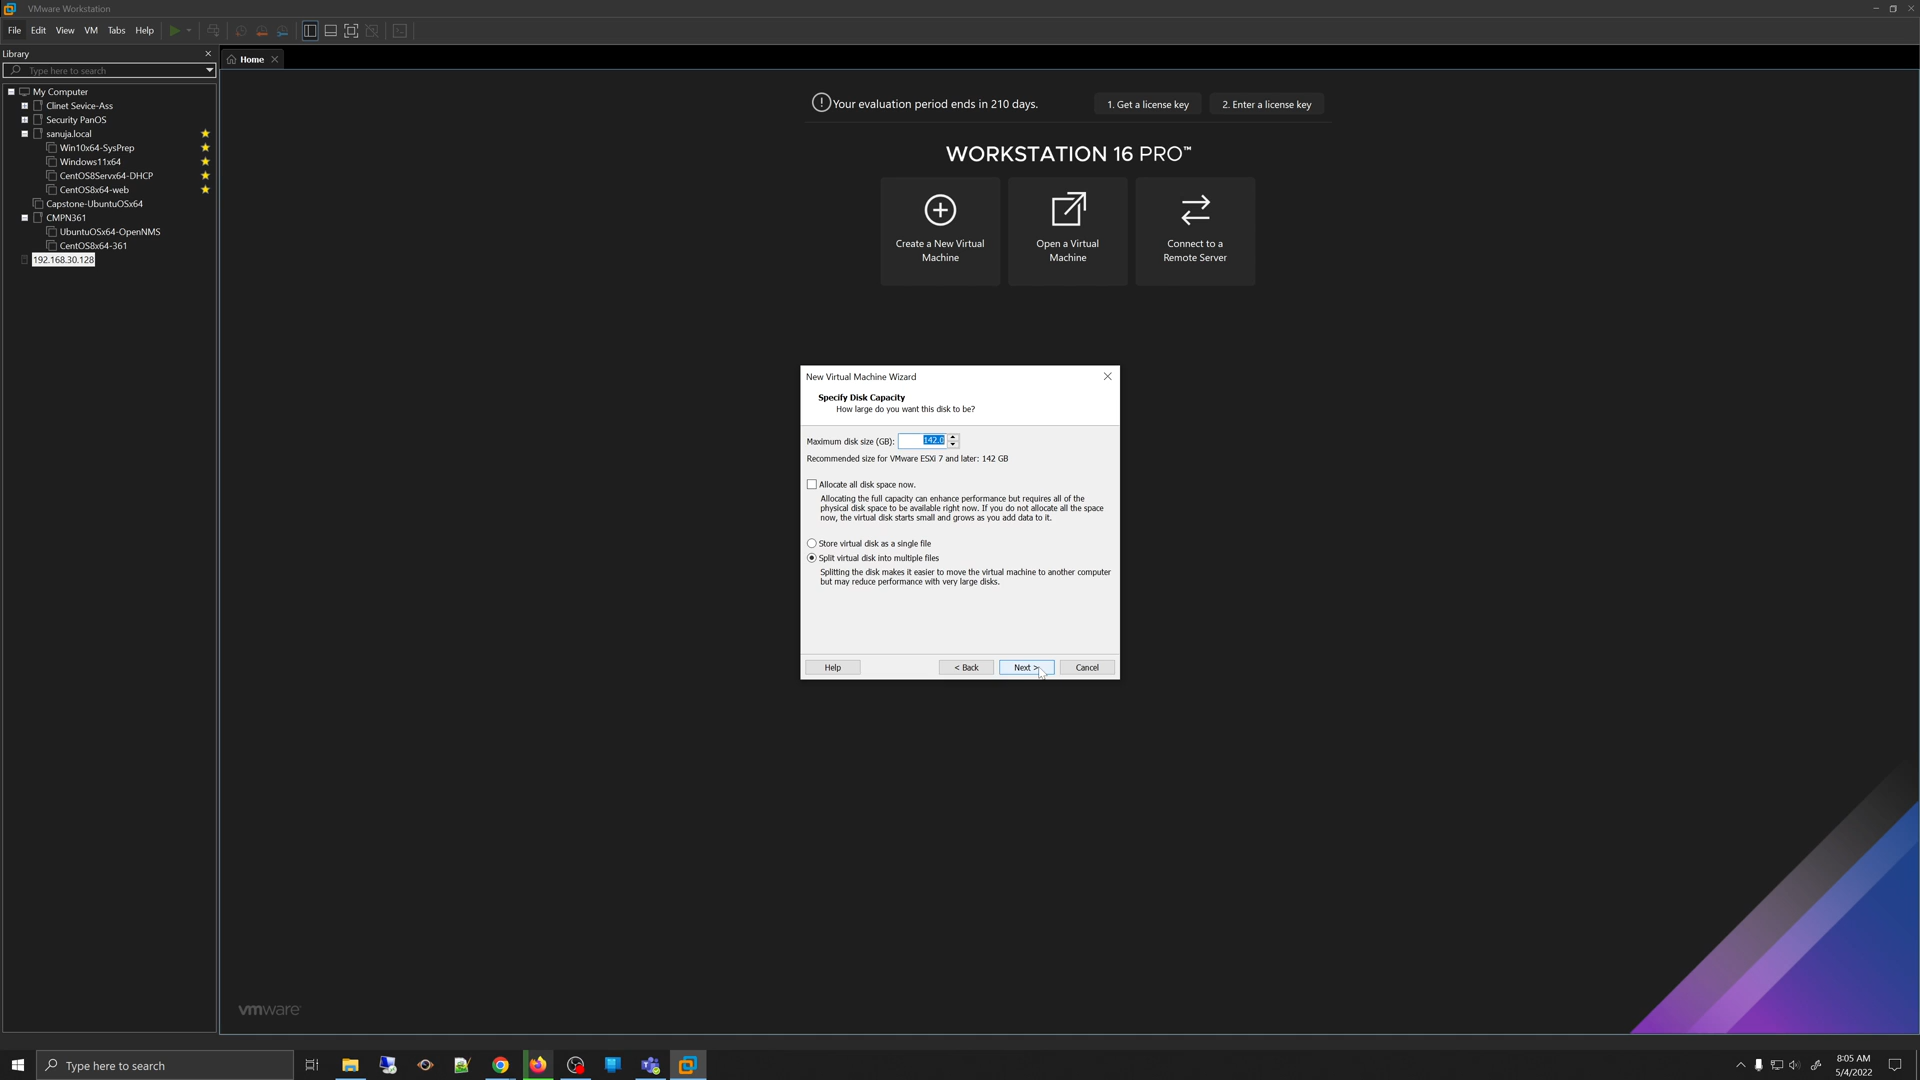 VMware Workstation
File Edit View VM Tabs Help
Library
Type here to search
Home
My Computer
Clinet Sevice-Ass
Security PanOS
sanuja.local
Win10x64-SysPrep
Windows11x64
CentOS8Servx64-DHCP
CentOS8x64-web
Capstone-UbuntuOSx64
CMPN361
UbuntuOSx64-OpenNMS
CentOS8x64-361
192.168.30.128
Your evaluation period ends in 210 days.
1. Get a license key
2. Enter a license key
WORKSTATION 16 PRO™
Create a New Virtual
Machine
Open a Virtual
Machine
Connect to a
Remote Server
New Virtual Machine Wizard
Specify Disk Capacity
How large do you want this disk to be?
Maximum disk size (GB): 142.0
Recommended size for VMware ESXi 7 and later: 142 GB
Allocate all disk space now.
Allocating the full capacity can enhance performance but requires all of the
physical disk space to be available right now. If you do not allocate all the space
now, the virtual disk starts small and grows as you add data to it.
Store virtual disk as a single file
Split virtual disk into multiple files
Splitting the disk makes it easier to move the virtual machine to another computer
but may reduce performance with very large disks.
Help
< Back
Next >
Cancel
vmware
Type here to search
8:05 AM
5/4/2022